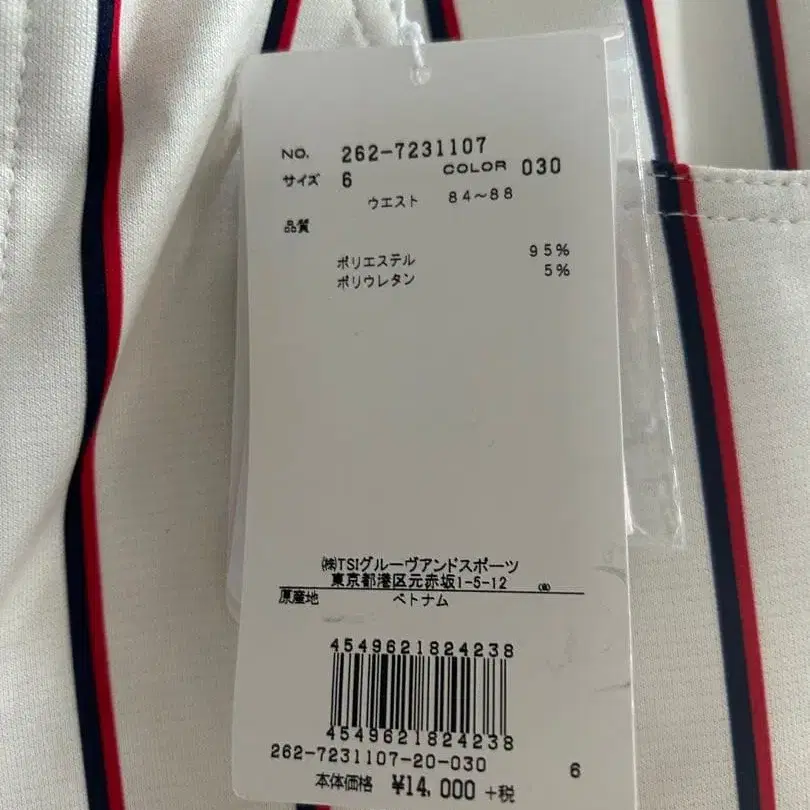 NO. 262-7231107
サイズ 6 COLOR 030
ウエスト 84～88
品質
ポリエステル 95%
ポリウレタン 5%
㈱TSIグルーヴアンドスポーツ
東京都港区元赤坂1-5-12
原産地 ベトナム
4549621824238
4549621824238
262-7231107-20-030 6
本体価格 ¥14,000 +税